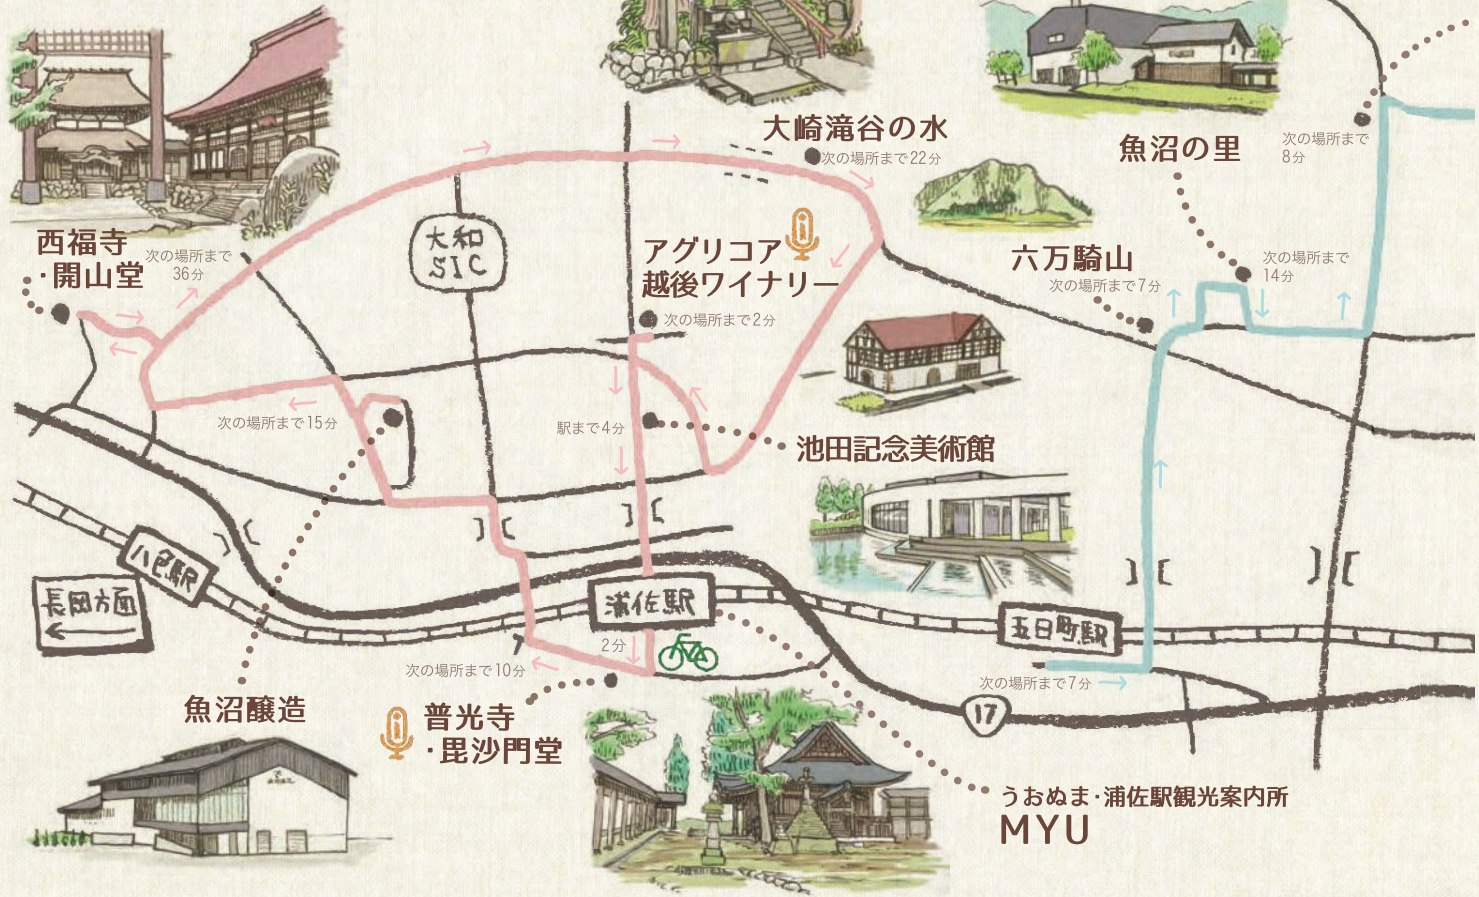 大崎滝谷の水
次の場所まで22分
魚沼の里
次の場所まで
8分
西福寺
・開山堂
次の場所まで
36分
大和
SIC
アグリコア
越後ワイナリー
次の場所まで2分
六万騎山
次の場所まで7分
次の場所まで
14分
次の場所まで15分
駅まで4分
池田記念美術館
八色駅
長岡方面
浦佐駅
五日町駅
2分
次の場所まで10分
次の場所まで7分
17
魚沼醸造
普光寺
・毘沙門堂
うおぬま・浦佐駅観光案内所
MYU